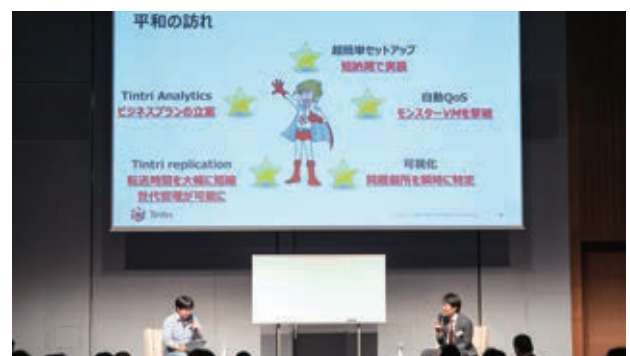 平和の訪れ
超簡単セットアップ
短納期で実装
Tintri Analytics
ビジネスプランの立案
自動QoS
モンスターVMを撃破
Tintri replication
転送時間を大幅に短縮
世代管理が可能に
可視化
問題個所を瞬時に特定
Tintri